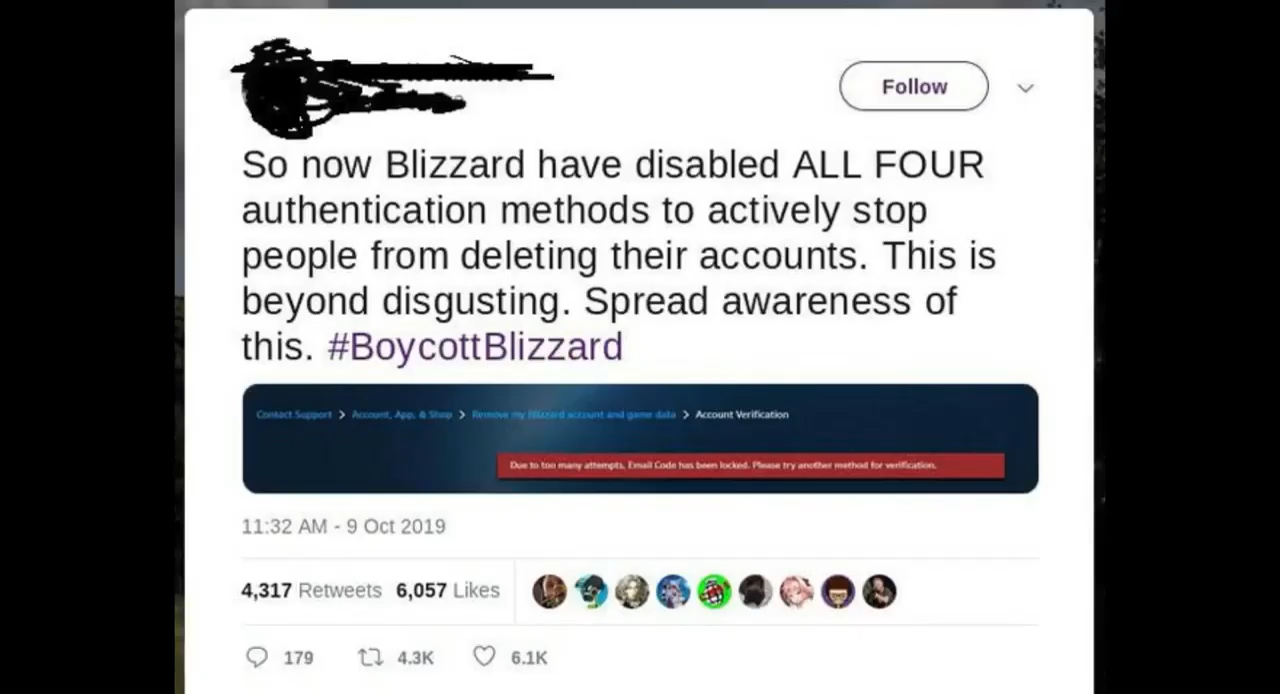 Follow
So now Blizzard have disabled ALL FOUR
authentication methods to actively stop
people from deleting their accounts. This is
beyond disgusting. Spread awareness of
this. #BoycottBlizzard
Contact Support > Account, App, & Shop > Remove my Blizzard account and game data > Account Verification
Due to too many attempts, Email Code has been locked. Please try another method for verification.
11:32 AM - 9 Oct 2019
4,317 Retweets 6,057 Likes
179 4.3K 6.1K